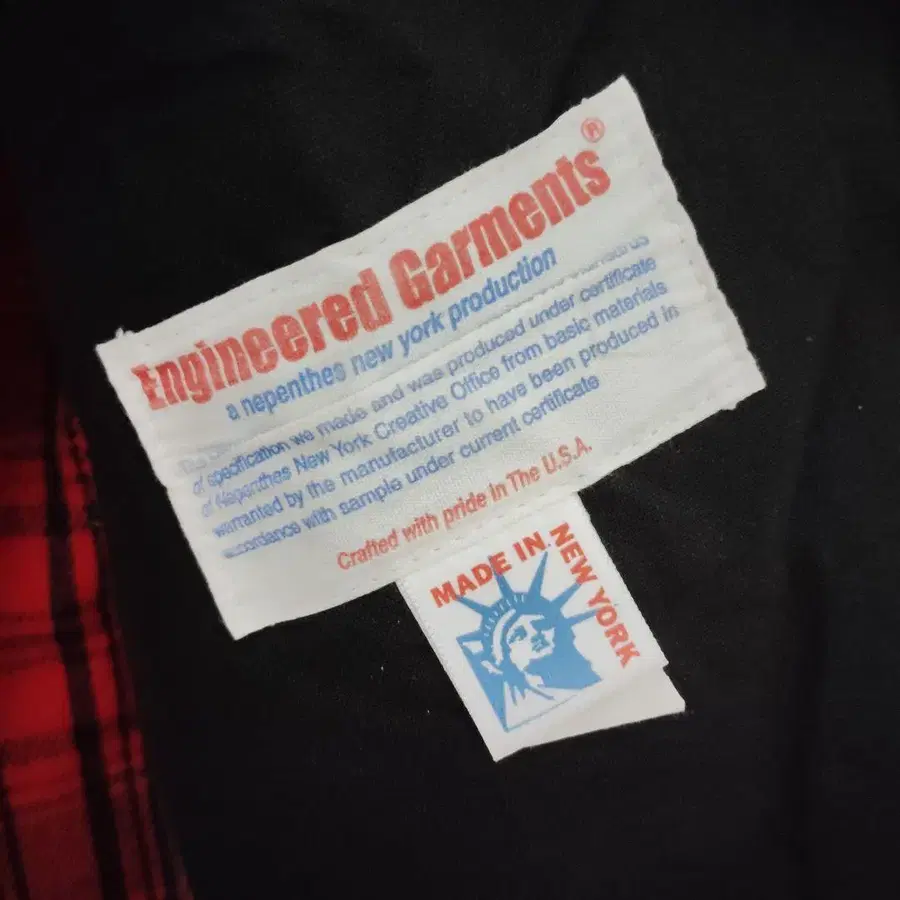 Engineered Garments ®
a nepenthes new york production
of specification we made and was produced under certificate
of Nepenthes New York Creative Office from basic materials
warranted by the manufacturer to have been produced in
accordance with sample under current certificate
Crafted with pride in The U.S.A.
MADE IN
NEW YORK